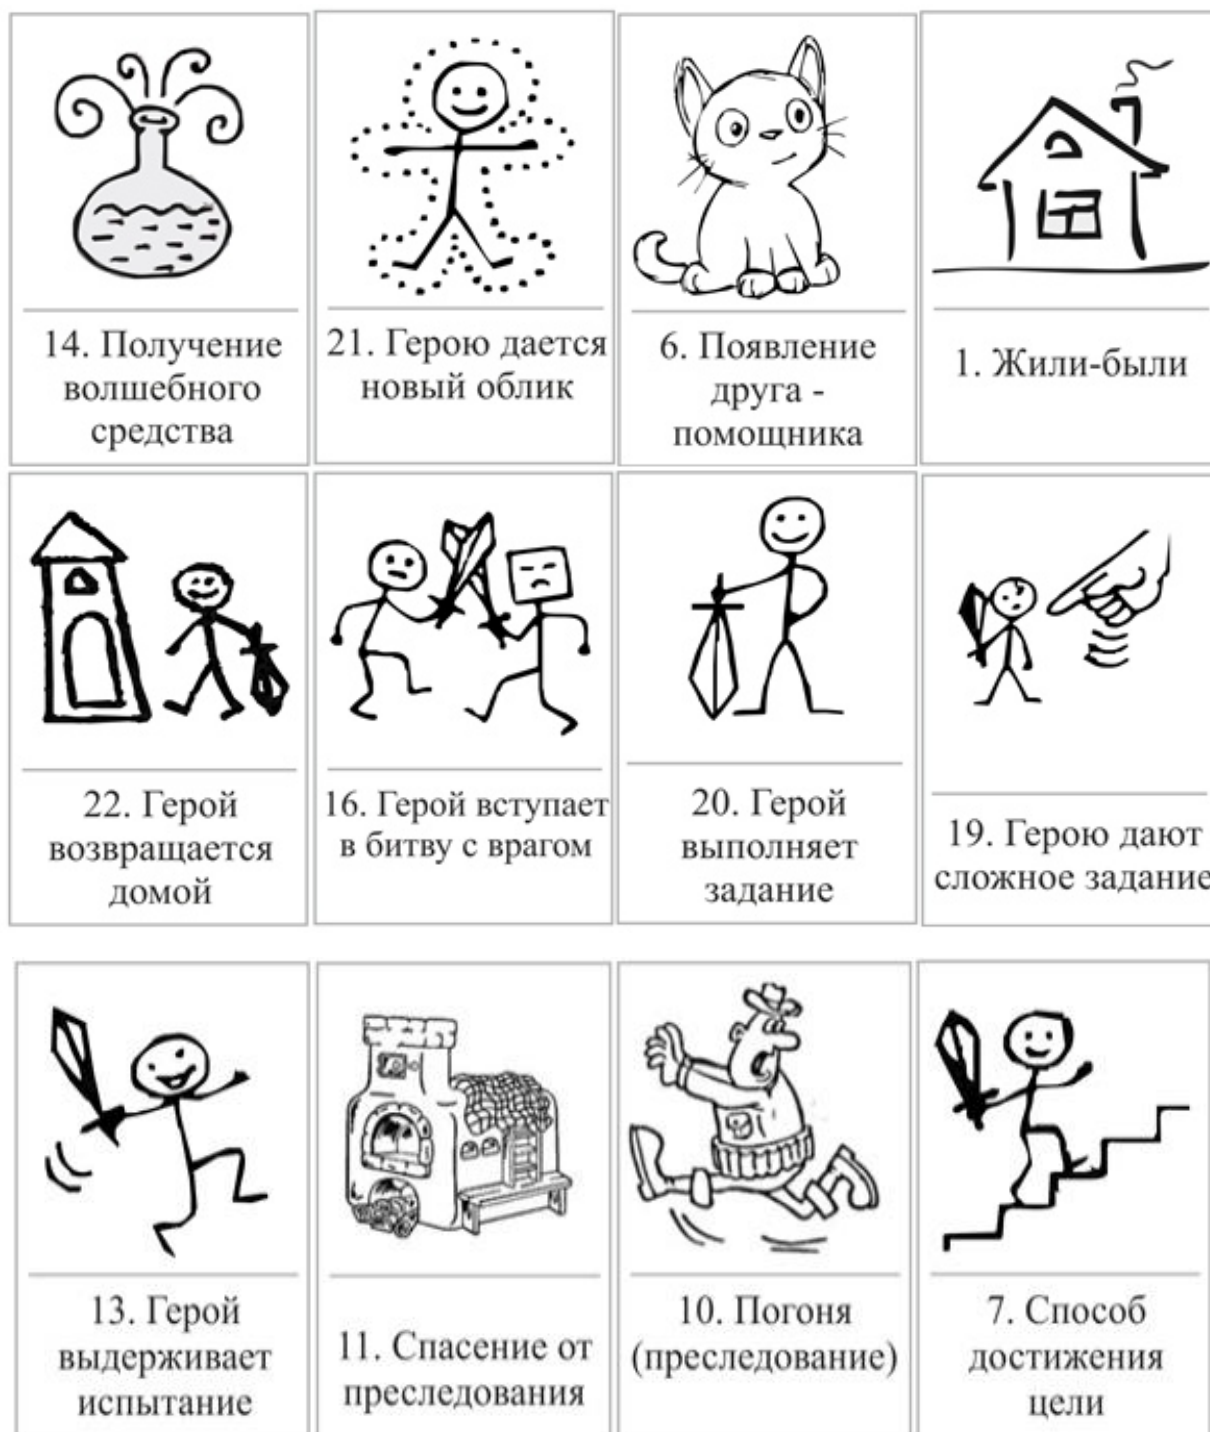 14. Получение
волшебного
средства
21. Герою дается
новый облик
6. Появление
друга -
помощника
1. Жили-были
22. Герой
возвращается
домой
16. Герой вступает
в битву с врагом
20. Герой
выполняет
задание
19. Герою дают
сложное задание
13. Герой
выдерживает
испытание
11. Спасение от
преследования
10. Погоня
(преследование)
7. Способ
достижения
цели